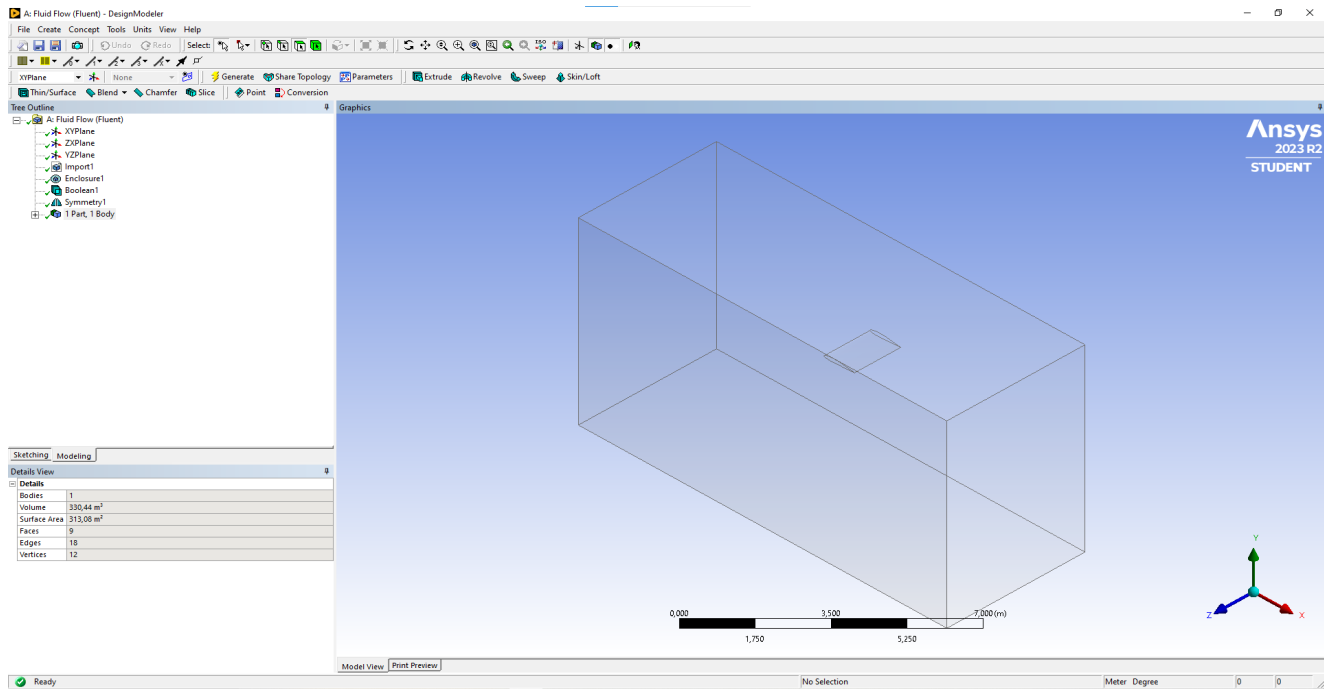 A: Fluid Flow (Fluent) - DesignModeler
File Create Concept Tools Units View Help
Undo Redo Select:
XYPlane None Generate Share Topology Parameters Extrude Revolve Sweep Skin/Loft
Thin/Surface Blend Chamfer Slice Point Conversion
Tree Outline
A: Fluid Flow (Fluent)
XYPlane
ZXPlane
YZPlane
Import1
Enclosure1
Boolean1
Symmetry1
1 Part, 1 Body
Sketching Modeling
Details View
Details
Bodies 1
Volume 330,44 m³
Surface Area 313,08 m²
Faces 9
Edges 18
Vertices 12
Graphics
Ansys
2023 R2
STUDENT
0,000 3,500 7,000 (m)
1,750 5,250
Y
Z X
Model View Print Preview
Ready No Selection Meter Degree 0 0